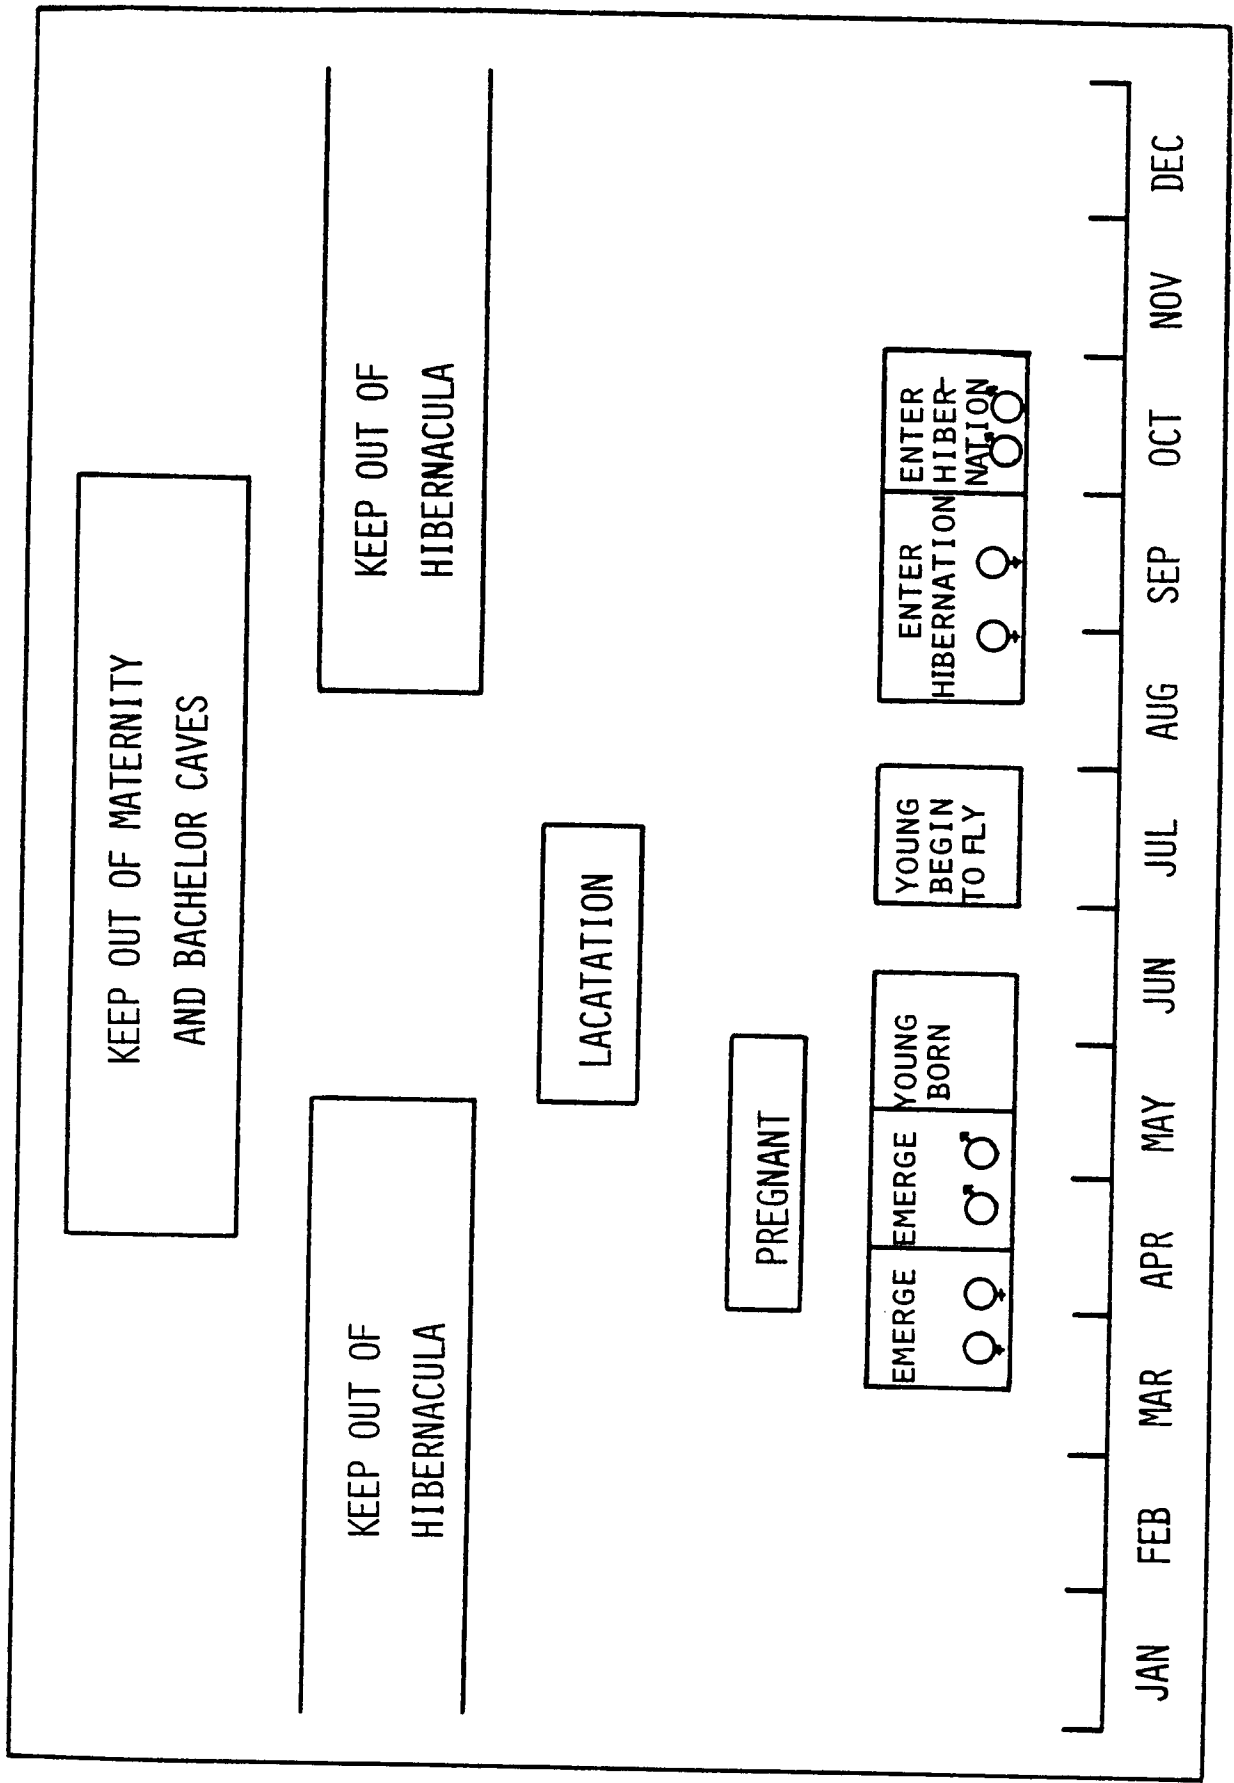 KEEP OUT OF MATERNITY
AND BACHELOR CAVES
KEEP OUT OF
HIBERNACULA
KEEP OUT OF
HIBERNACULA
LACATATION
PREGNANT
EMERGE
♀ ♀
EMERGE
♂ ♂
YOUNG
BORN
YOUNG
BEGIN
TO FLY
ENTER
HIBERNATION
♀ ♀
ENTER
HIBER-
NATION
♂ ♂
JAN FEB MAR APR MAY JUN JUL AUG SEP OCT NOV DEC